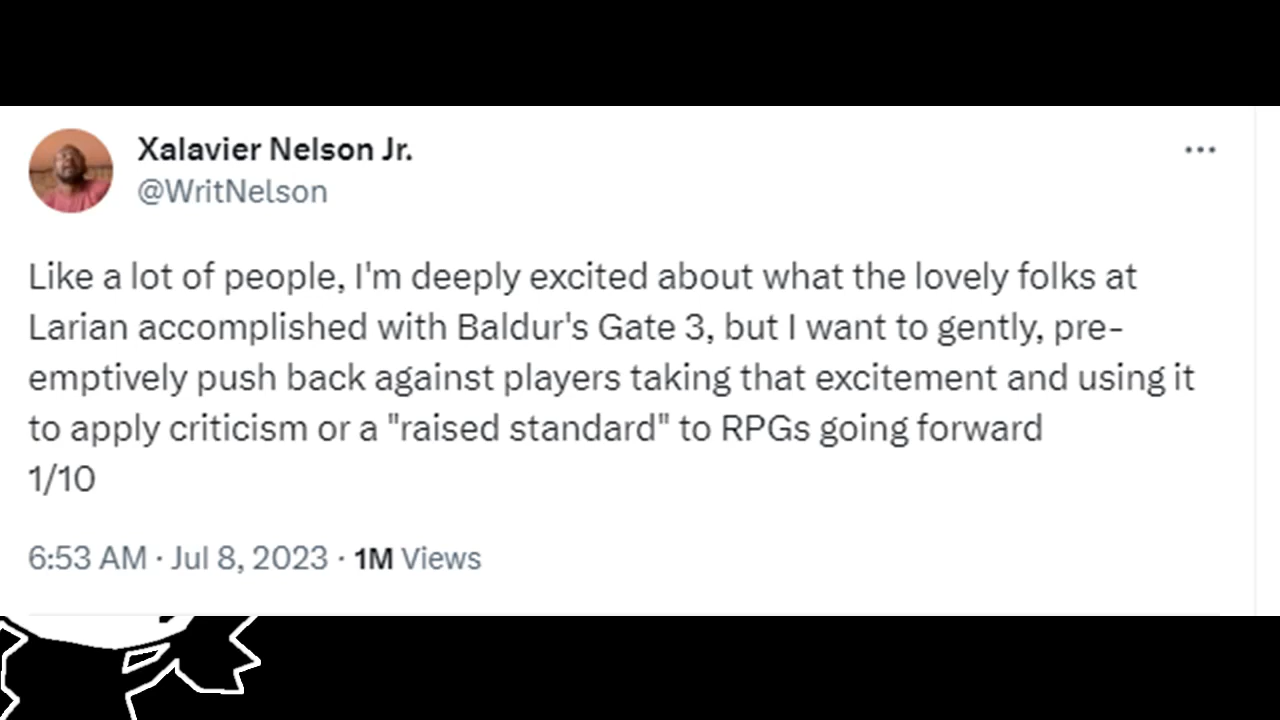 Xalavier Nelson Jr.
@WritNelson
Like a lot of people, I'm deeply excited about what the lovely folks at
Larian accomplished with Baldur's Gate 3, but I want to gently, pre-
emptively push back against players taking that excitement and using it
to apply criticism or a "raised standard" to RPGs going forward
1/10
6:53 AM · Jul 8, 2023 · 1M Views